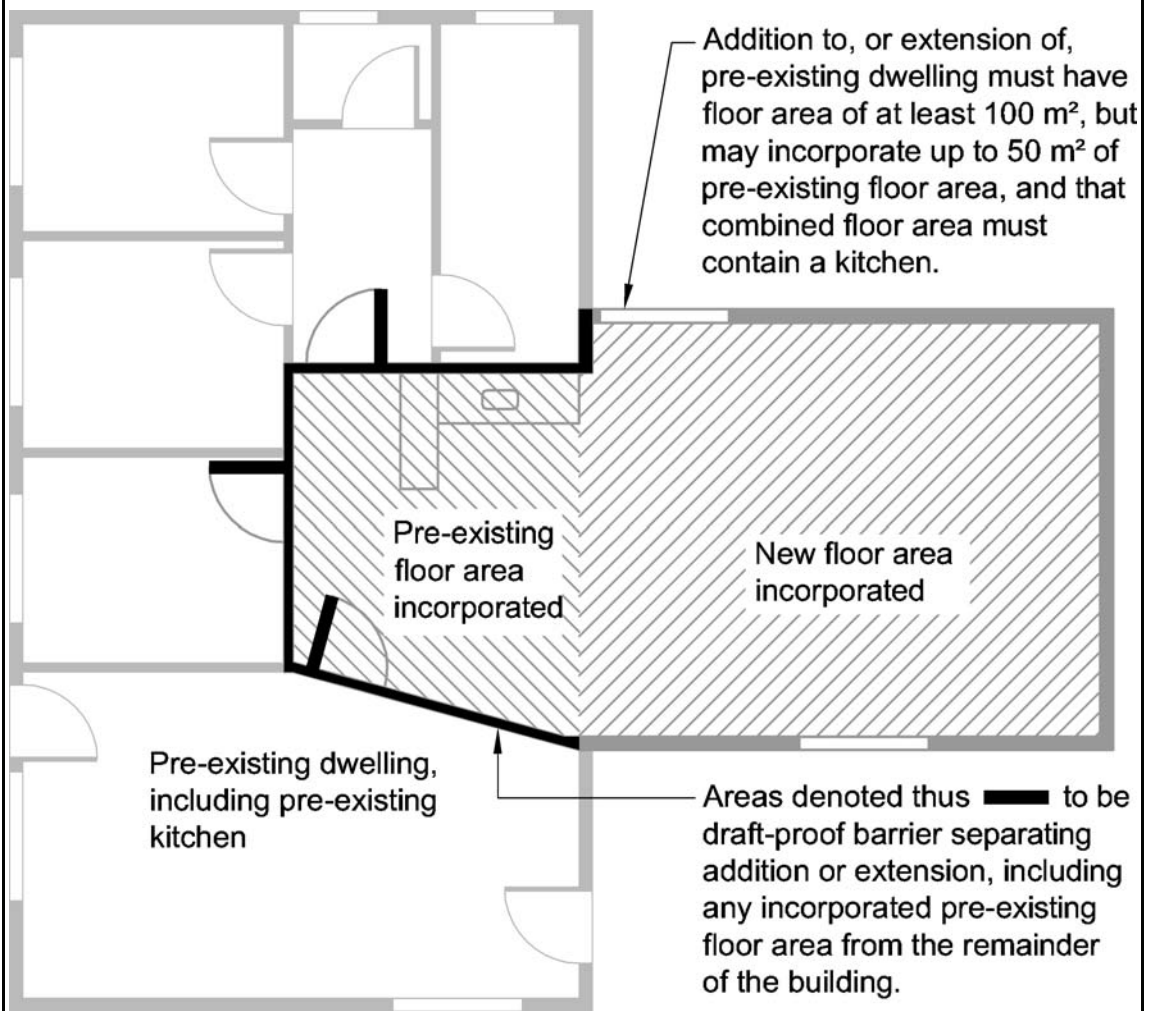 Addition to, or extension of,
pre-existing dwelling must have
floor area of at least 100 m², but
may incorporate up to 50 m² of
pre-existing floor area, and that
combined floor area must
contain a kitchen.
Pre-existing
floor area
incorporated
New floor area
incorporated
Pre-existing dwelling,
including pre-existing
kitchen
Areas denoted thus to be
draft-proof barrier separating
addition or extension, including
any incorporated pre-existing
floor area from the remainder
of the building.